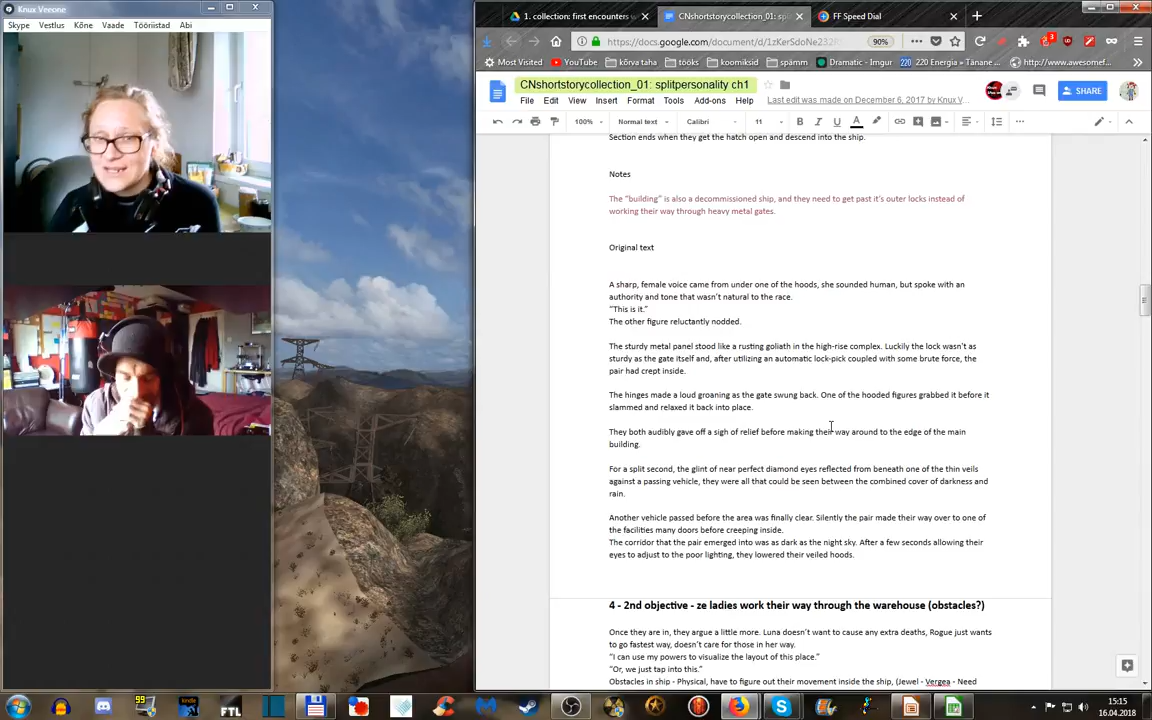 Knux Veeone
Skype Vestlus Kõne Vaade Tööriistad Abi
1. collection: first encounters
CNshortstorycollection_01: sp
FF Speed Dial
https://docs.google.com/document/d/1zKerSdoNe232R
90%
Most Visited YouTube kõrva taha tööks koomiksid spämm Dramatic - Imgur 220 Energia » Tänane http://www.awesomef
CNshortstorycollection_01: splitpersonality ch1
File Edit View Insert Format Tools Add-ons Help Last edit was made on December 6, 2017 by Knux V...
SHARE
100% Normal text Calibri 11 B I U A
Section ends when they get the hatch open and descend into the ship.
Notes
The “building” is also a decommissioned ship, and they need to get past it’s outer locks instead of
working their way through heavy metal gates.
Original text
A sharp, female voice came from under one of the hoods, she sounded human, but spoke with an
authority and tone that wasn’t natural to the race.
“This is it.”
The other figure reluctantly nodded.
The sturdy metal panel stood like a rusting goliath in the high-rise complex. Luckily the lock wasn’t as
sturdy as the gate itself and, after utilizing an automatic lock-pick coupled with some brute force, the
pair had crept inside.
The hinges made a loud groaning as the gate swung back. One of the hooded figures grabbed it before it
slammed and relaxed it back into place.
They both audibly gave off a sigh of relief before making their way around to the edge of the main
building.
For a split second, the glint of near perfect diamond eyes reflected from beneath one of the thin veils
against a passing vehicle, they were all that could be seen between the combined cover of darkness and
rain.
Another vehicle passed before the area was finally clear. Silently the pair made their way over to one of
the facilities many doors before creeping inside.
The corridor that the pair emerged into was as dark as the night sky. After a few seconds allowing their
eyes to adjust to the poor lighting, they lowered their veiled hoods.
4 - 2nd objective - ze ladies work their way through the warehouse (obstacles?)
Once they are in, they argue a little more. Luna doesn’t want to cause any extra deaths, Rogue just wants
to go fastest way, doesn’t care for those in her way.
“I can use my powers to visualize the layout of this place.”
“Or, we just tap into this.”
Obstacles in ship - Physical, have to figure out their movement inside the ship, (Jewel - Vergea - Need
99
kindle
FTL
15:15
16.04.2018